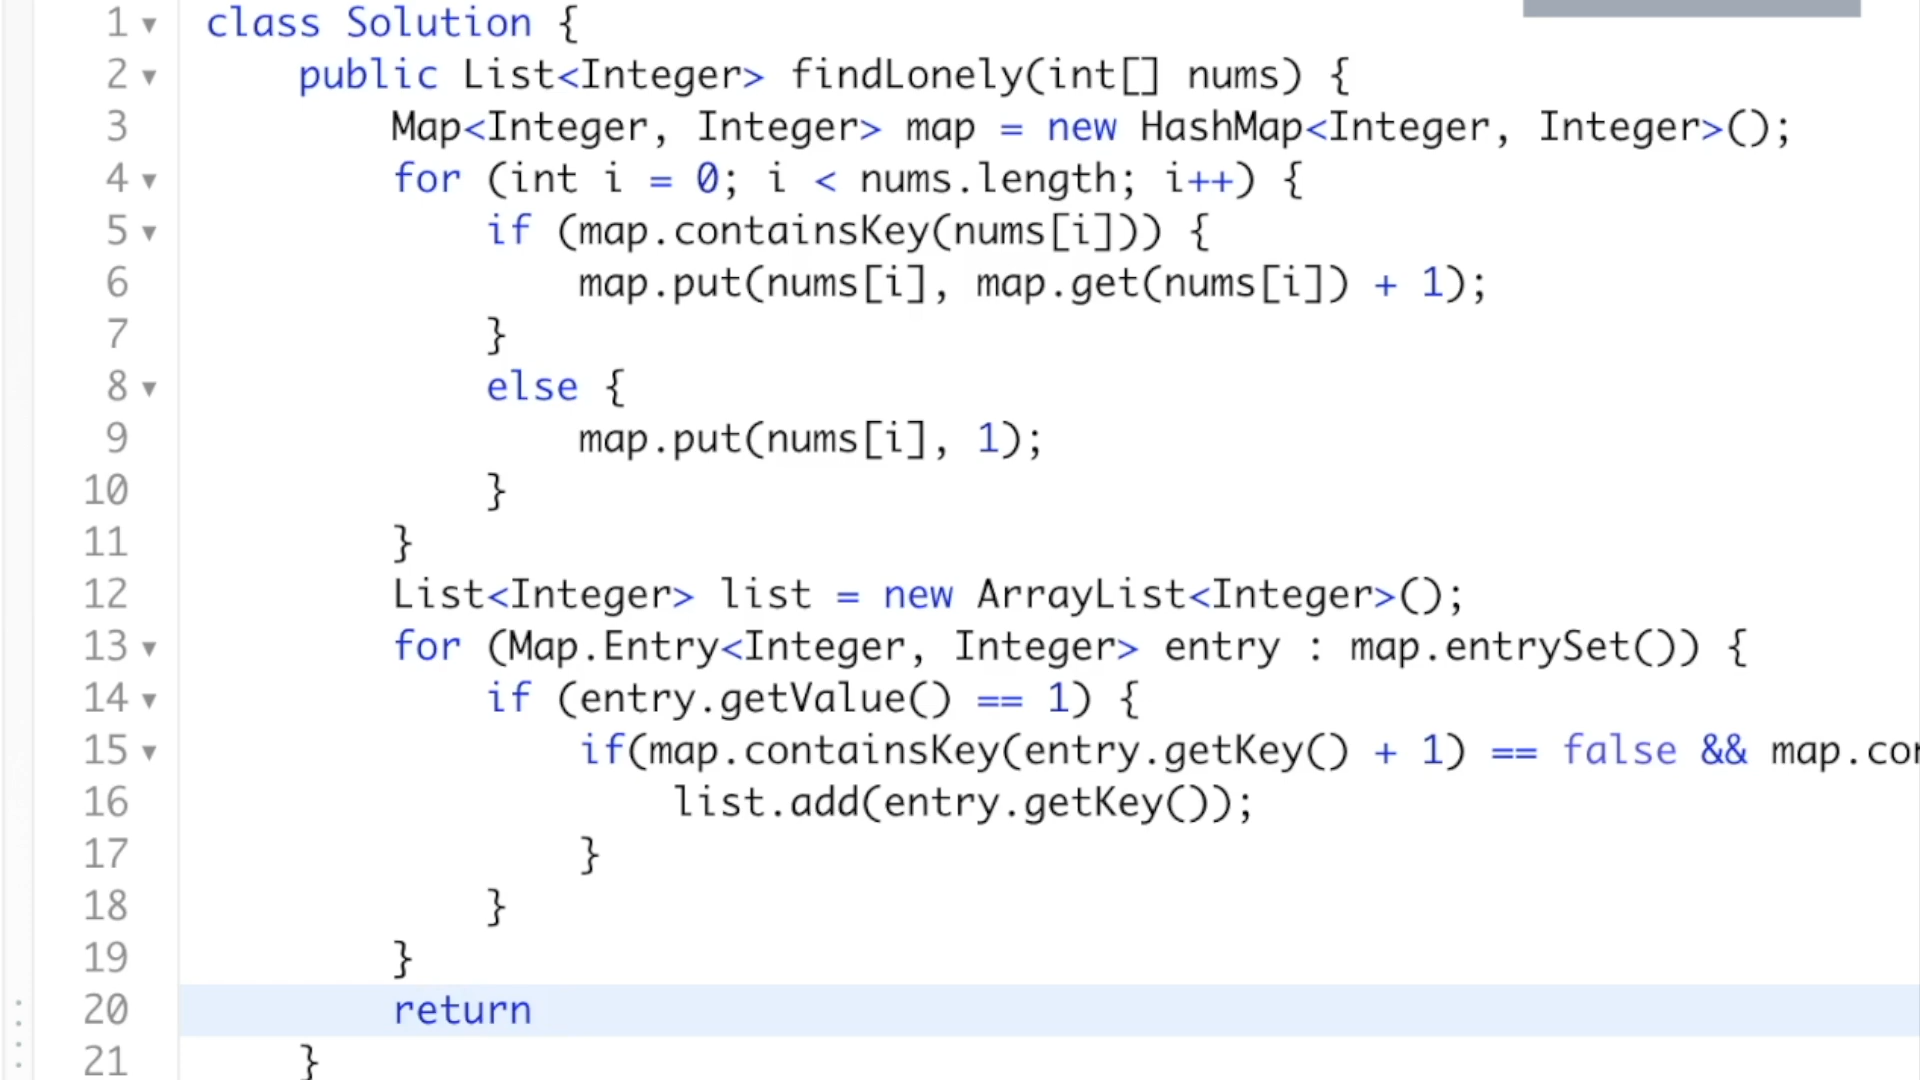 1 class Solution {
2 public List<Integer> findLonely(int[] nums) {
3 Map<Integer, Integer> map = new HashMap<Integer, Integer>();
4 for (int i = 0; i < nums.length; i++) {
5 if (map.containsKey(nums[i])) {
6 map.put(nums[i], map.get(nums[i]) + 1);
7 }
8 else {
9 map.put(nums[i], 1);
10 }
11 }
12 List<Integer> list = new ArrayList<Integer>();
13 for (Map.Entry<Integer, Integer> entry : map.entrySet()) {
14 if (entry.getValue() == 1) {
15 if(map.containsKey(entry.getKey() + 1) == false && map.co
16 list.add(entry.getKey());
17 }
18 }
19 }
20 return
21 }